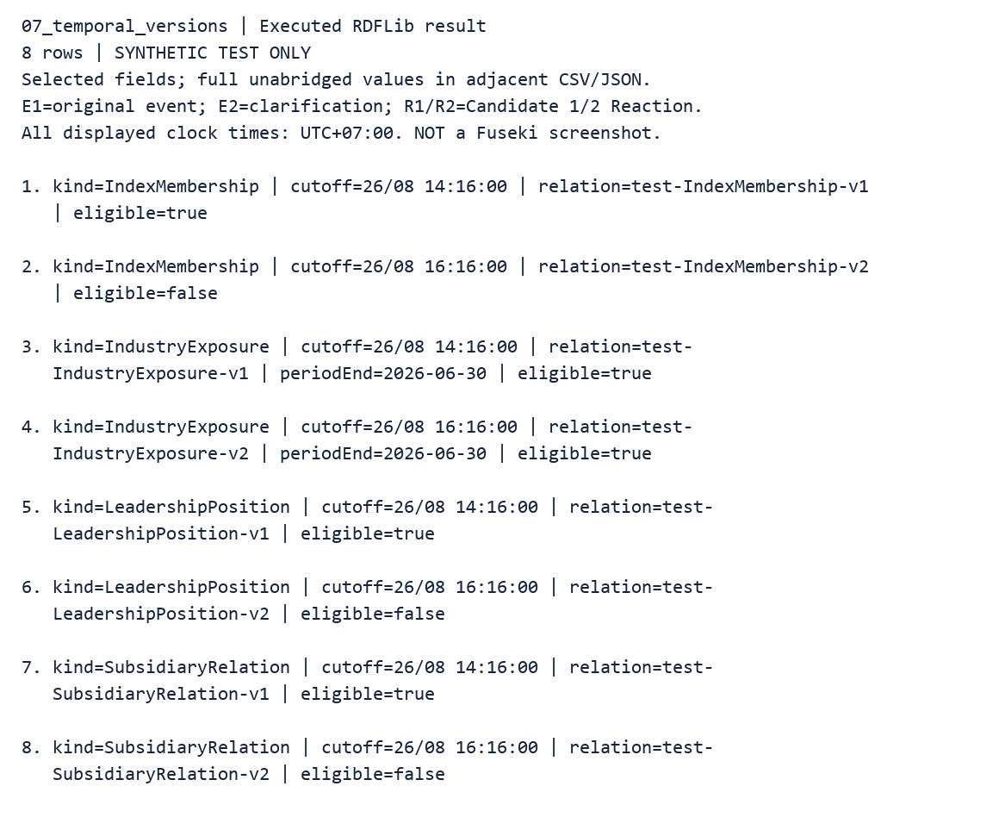 07_temporal_versions | Executed RDFLib result
8 rows | SYNTHETIC TEST ONLY
Selected fields; full unabridged values in adjacent CSV/JSON.
E1=original event; E2=clarification; R1/R2=Candidate 1/2 Reaction.
All displayed clock times: UTC+07:00. NOT a Fuseki screenshot.
1. kind=IndexMembership | cutoff=26/08 14:16:00 | relation=test-IndexMembership-v1
| eligible=true
2. kind=IndexMembership | cutoff=26/08 16:16:00 | relation=test-IndexMembership-v2
| eligible=false
3. kind=IndustryExposure | cutoff=26/08 14:16:00 | relation=test-
IndustryExposure-v1 | periodEnd=2026-06-30 | eligible=true
4. kind=IndustryExposure | cutoff=26/08 16:16:00 | relation=test-
IndustryExposure-v2 | periodEnd=2026-06-30 | eligible=true
5. kind=LeadershipPosition | cutoff=26/08 14:16:00 | relation=test-
LeadershipPosition-v1 | eligible=true
6. kind=LeadershipPosition | cutoff=26/08 16:16:00 | relation=test-
LeadershipPosition-v2 | eligible=false
7. kind=SubsidiaryRelation | cutoff=26/08 14:16:00 | relation=test-
SubsidiaryRelation-v1 | eligible=true
8. kind=SubsidiaryRelation | cutoff=26/08 16:16:00 | relation=test-
SubsidiaryRelation-v2 | eligible=false